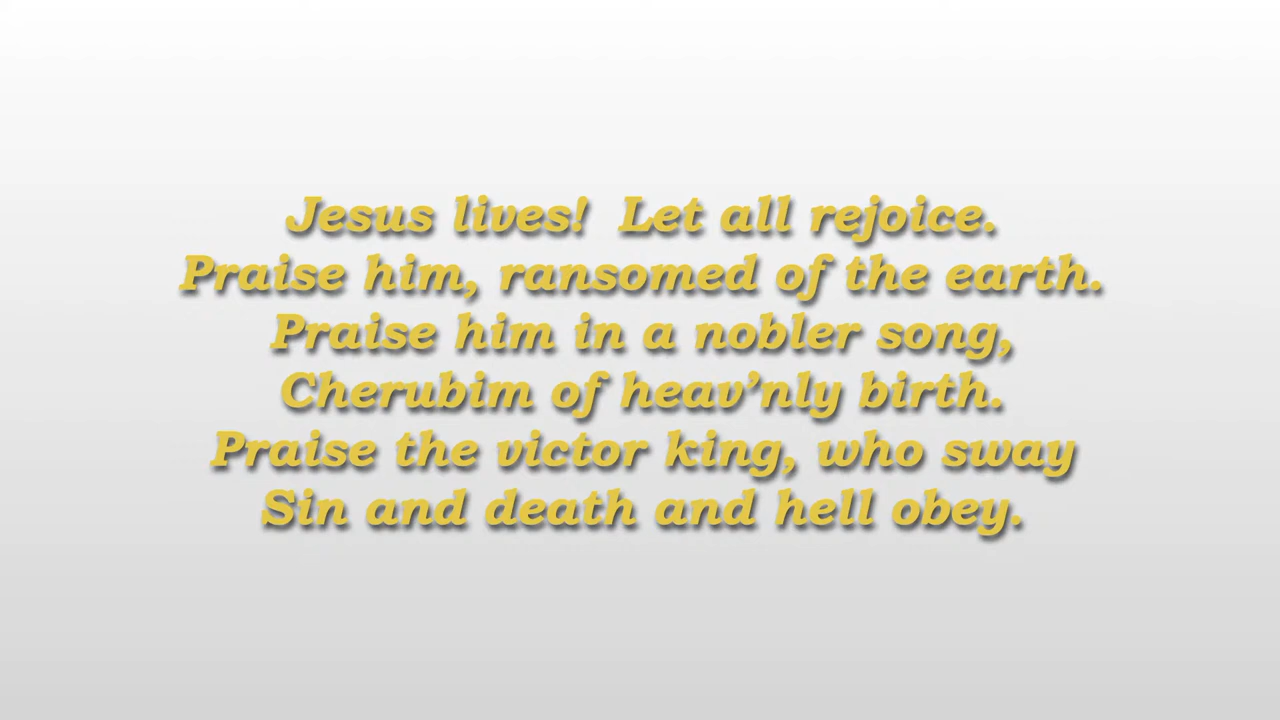 Jesus lives!  Let all rejoice.
Praise him, ransomed of the earth.
Praise him in a nobler song,
Cherubim of heav’nly birth.
Praise the victor king, who sway
Sin and death and hell obey.